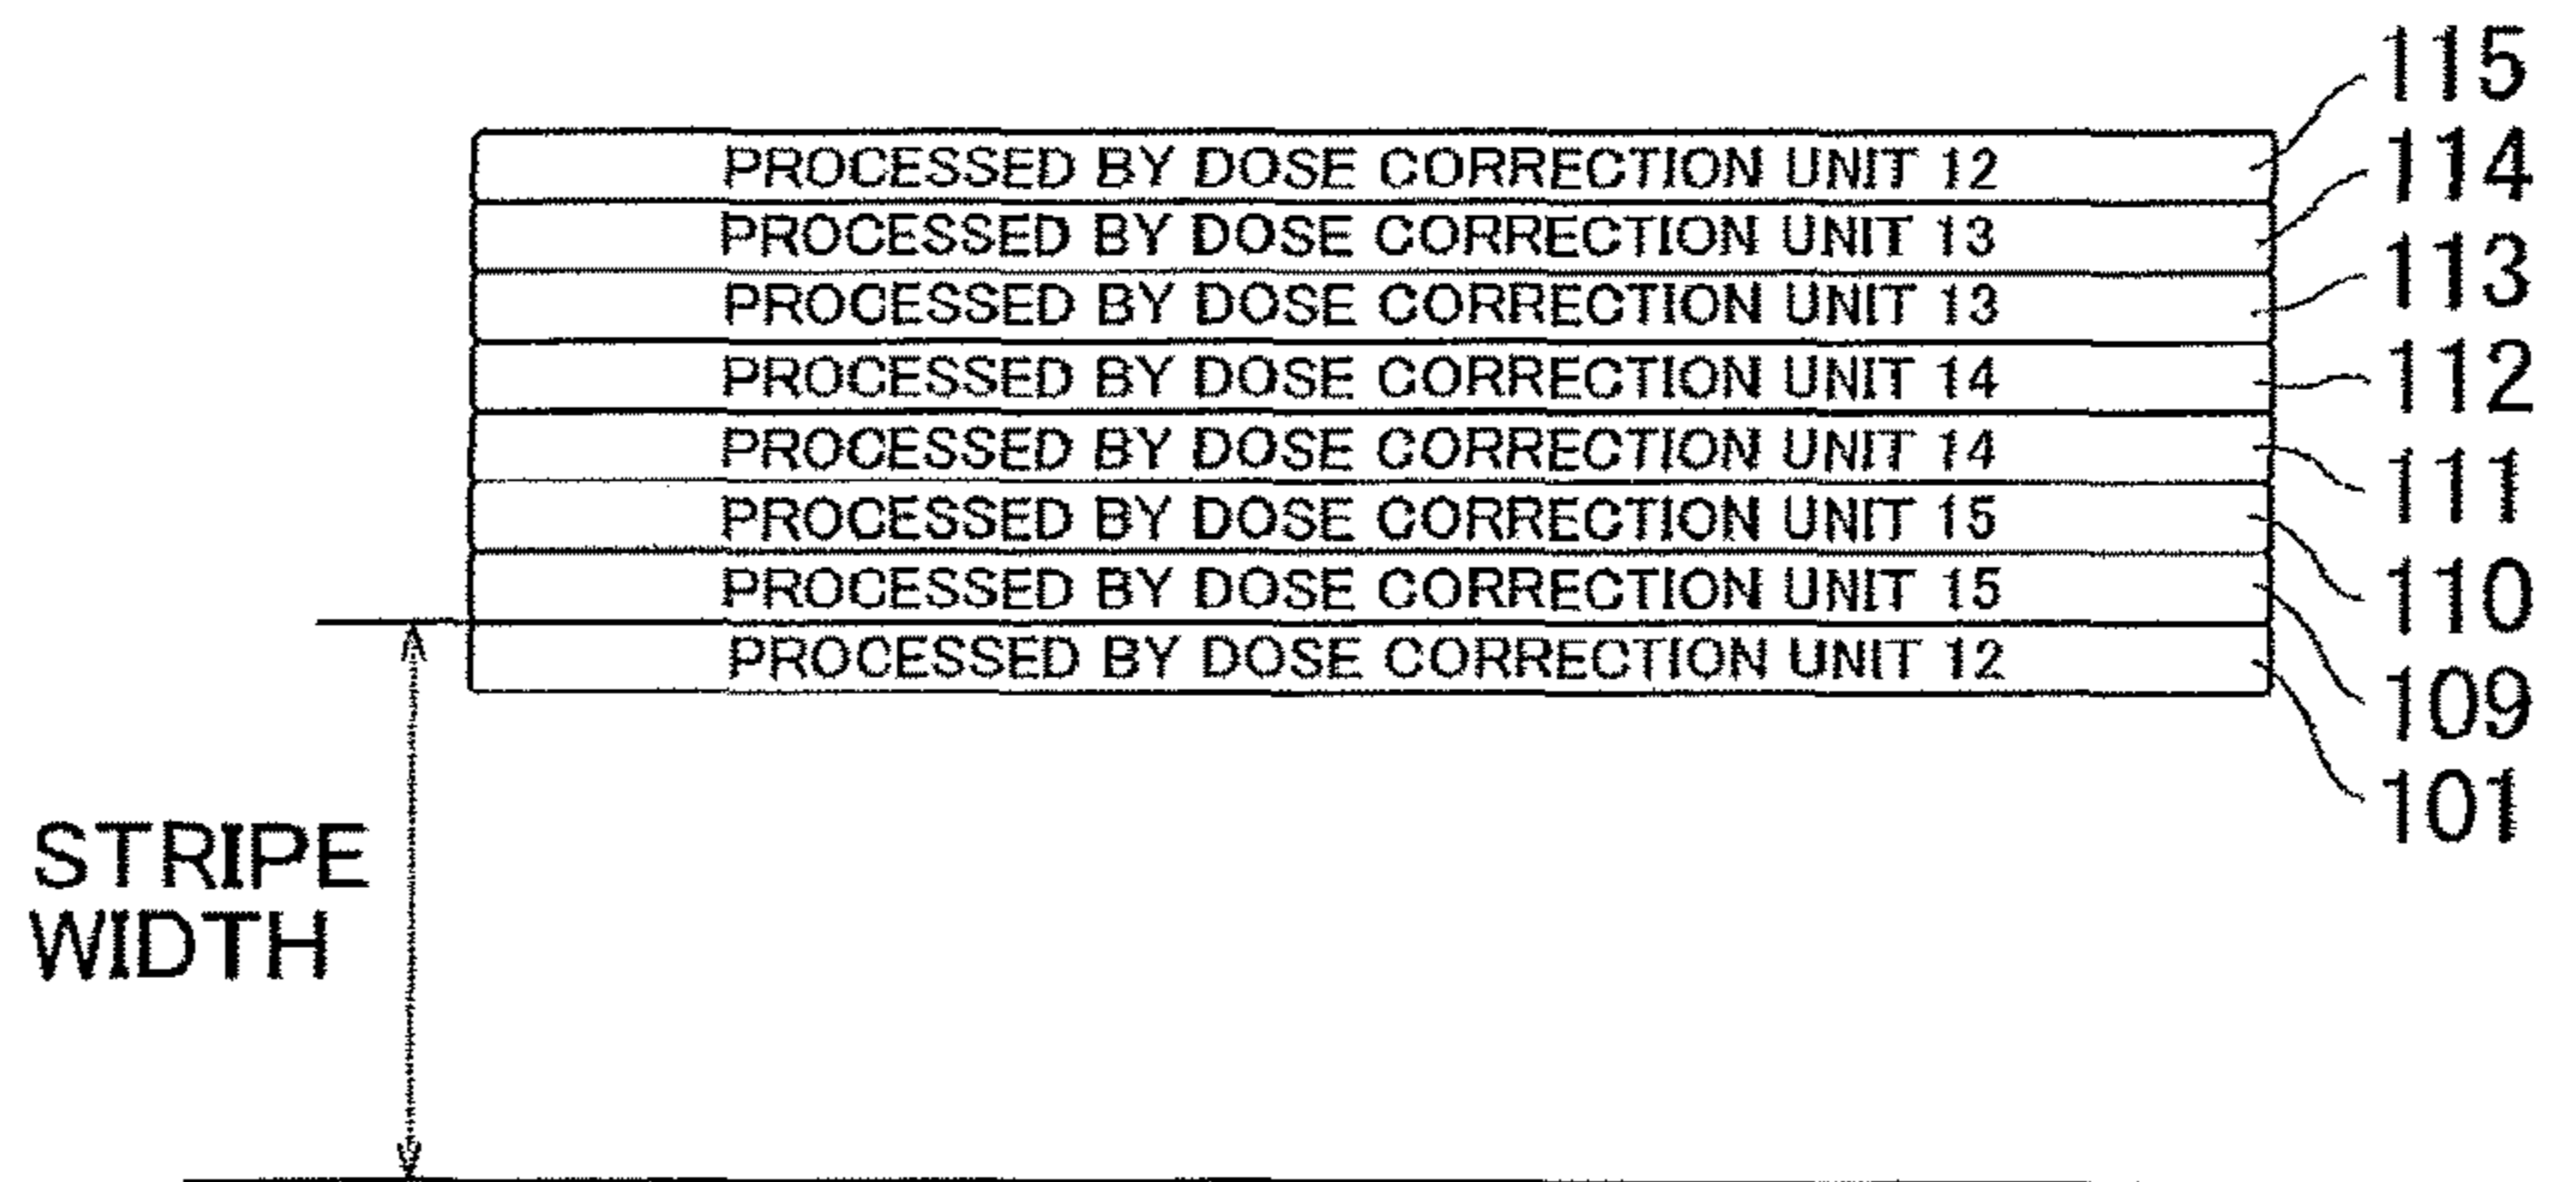 115
PROCESSED BY DOSE CORRECTION UNIT 12
114
PROCESSED BY DOSE CORRECTION UNIT 13
113
PROCESSED BY DOSE CORRECTION UNIT 13
112
PROCESSED BY DOSE CORRECTION UNIT 14
111
PROCESSED BY DOSE CORRECTION UNIT 14
110
PROCESSED BY DOSE CORRECTION UNIT 15
109
PROCESSED BY DOSE CORRECTION UNIT 15
101
PROCESSED BY DOSE CORRECTION UNIT 12
STRIPE
WIDTH